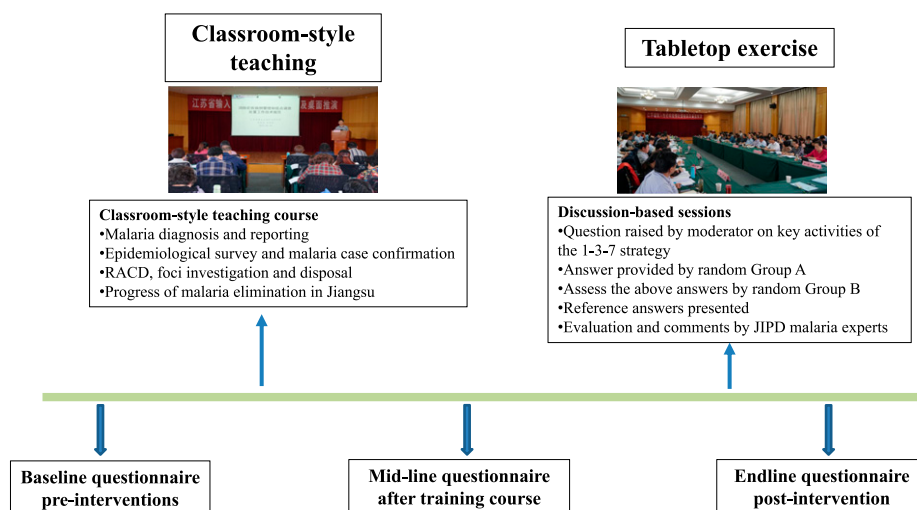 Classroom-style
teaching
Tabletop exercise
Classroom-style teaching course
•Malaria diagnosis and reporting
•Epidemiological survey and malaria case confirmation
•RACD, foci investigation and disposal
•Progress of malaria elimination in Jiangsu
Discussion-based sessions
•Question raised by moderator on key activities of
the 1-3-7 strategy
•Answer provided by random Group A
•Assess the above answers by random Group B
•Reference answers presented
•Evaluation and comments by JIPD malaria experts
Baseline questionnaire
pre-interventions
Mid-line questionnaire
after training course
Endline questionnaire
post-intervention